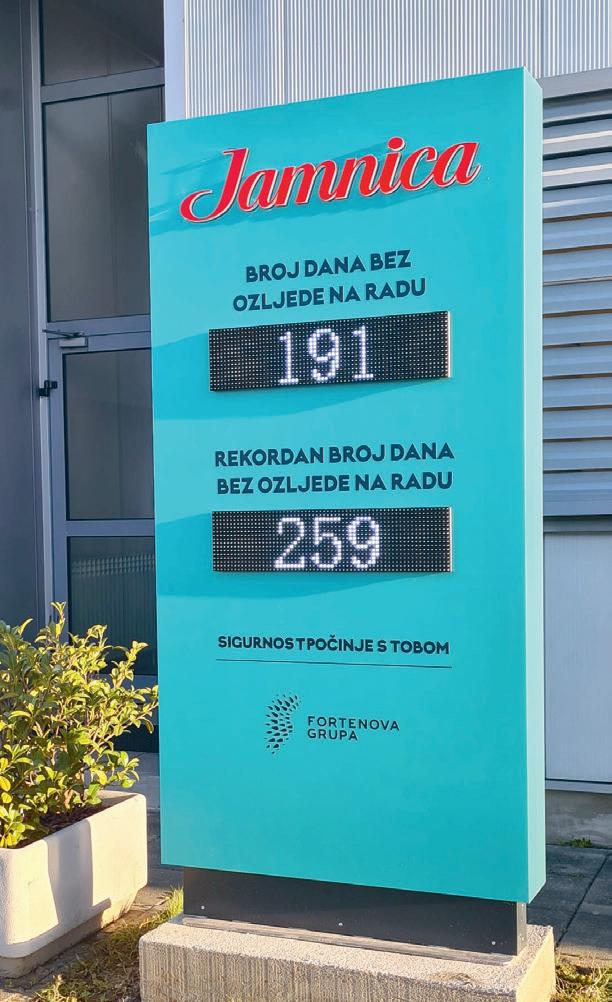 Jamnica
BROJ DANA BEZ
OZLJEDE NA RADU
191
REKORDAN BROJ DANA
BEZ OZLJEDE NA RADU
259
SIGURNOST POČINJE S TOBOM
FORTENOVA
GRUPA